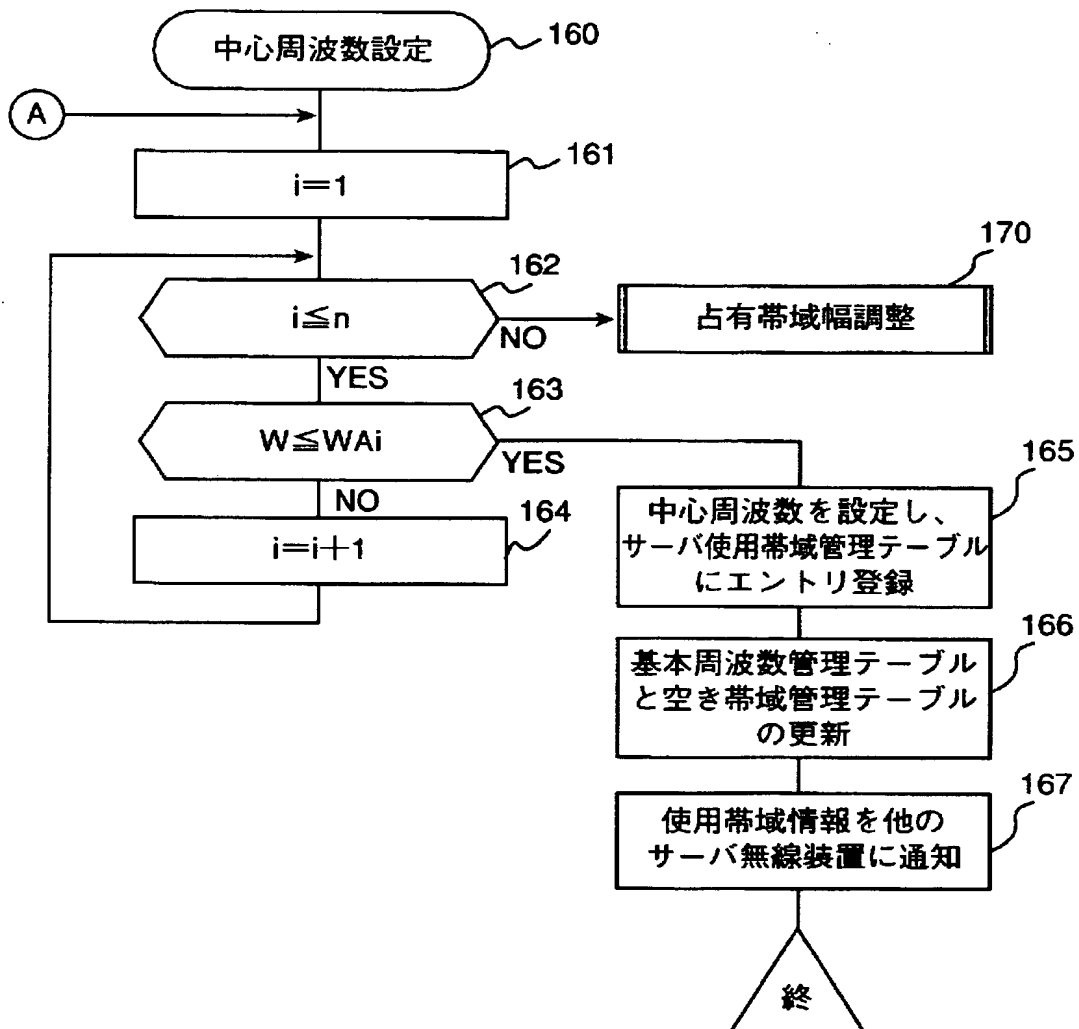 中心周波数設定
160
A
161
i=1
162
i≦n
NO
170
占有帯域幅調整
YES
163
W≦WAi
YES
NO
164
i=i+1
165
中心周波数を設定し、
サーバ使用帯域管理テーブル
にエントリ登録
166
基本周波数管理テーブル
と空き帯域管理テーブル
の更新
167
使用帯域情報を他の
サーバ無線装置に通知
終